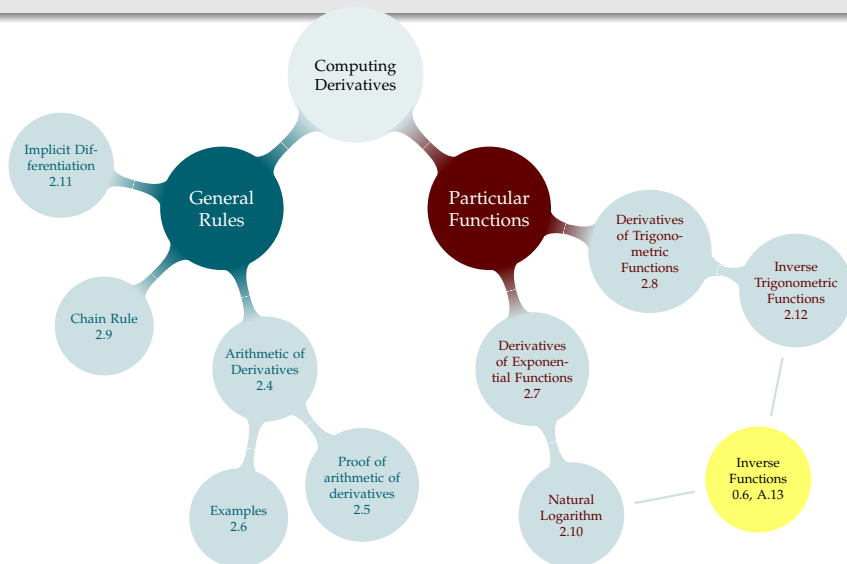 Computing
Derivatives
Implicit Dif-
ferentiation
2.11
General
Rules
Particular
Functions
Derivatives
of Trigono-
metric
Functions
2.8
Inverse
Trigonometric
Functions
2.12
Chain Rule
2.9
Arithmetic of
Derivatives
2.4
Derivatives
of Exponen-
tial Functions
2.7
Proof of
arithmetic of
derivatives
2.5
Examples
2.6
Natural
Logarithm
2.10
Inverse
Functions
0.6, A.13